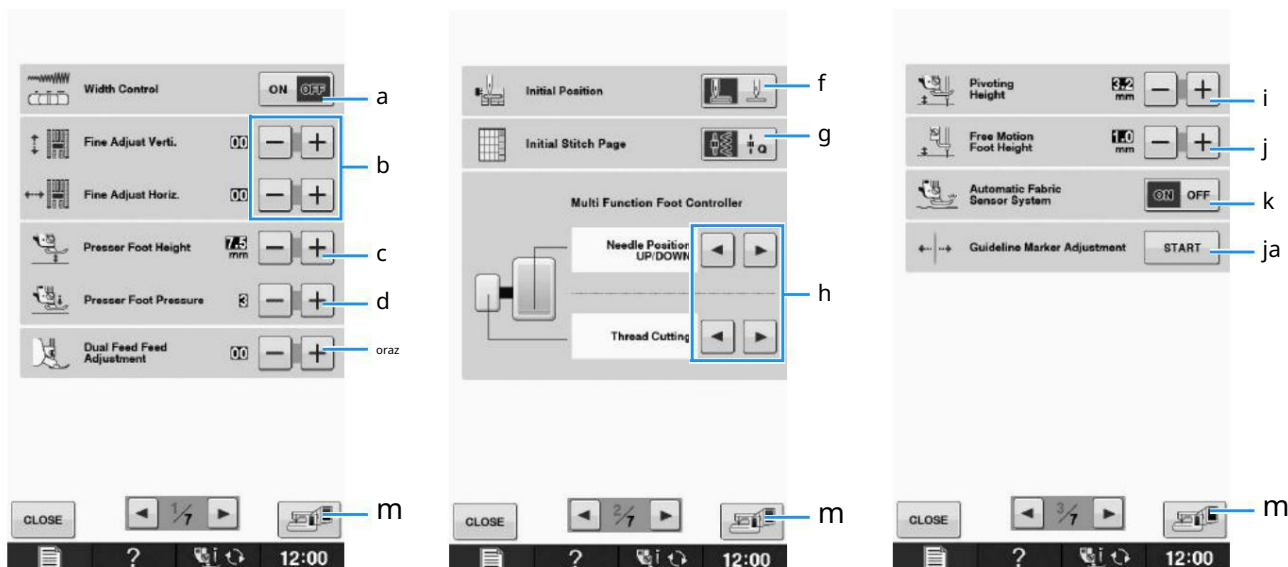 Width Control
ON OFF
a
Fine Adjust Verti.
00
− +
b
Fine Adjust Horiz.
00
− +
Presser Foot Height
7.5
mm
− +
c
Presser Foot Pressure
3
− +
d
Dual Feed Feed
Adjustment
00
− +
oraz
CLOSE
1/7
m
?
12:00
Initial Position
f
Initial Stitch Page
Q
g
Multi Function Foot Controller
Needle Position
UP/DOWN
h
Thread Cutting
CLOSE
2/7
m
?
12:00
Pivoting
Height
3.2
mm
− +
i
Free Motion
Foot Height
1.0
mm
− +
j
Automatic Fabric
Sensor System
ON OFF
k
Guideline Marker Adjustment
START
ja
CLOSE
3/7
m
?
12:00